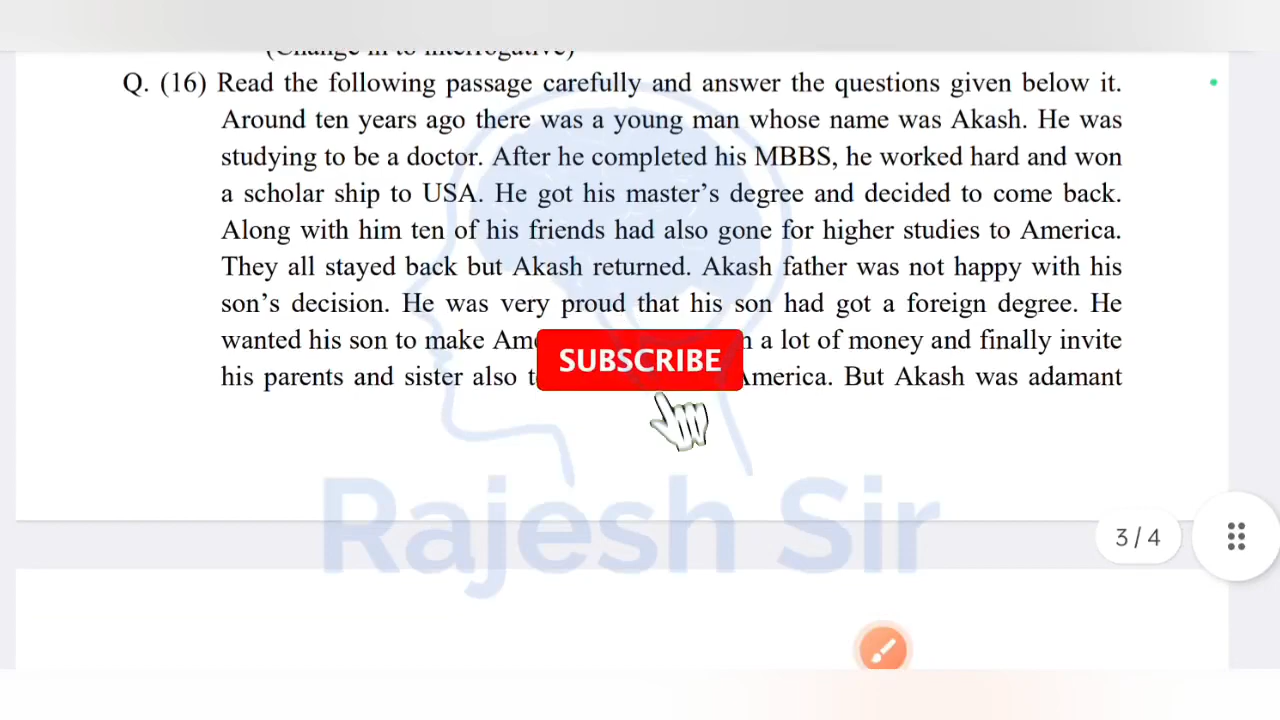 (Change in to interrogative)
Q. (16) Read the following passage carefully and answer the questions given below it.
Around ten years ago there was a young man whose name was Akash. He was
studying to be a doctor. After he completed his MBBS, he worked hard and won
a scholar ship to USA. He got his master's degree and decided to come back.
Along with him ten of his friends had also gone for higher studies to America.
They all stayed back but Akash returned. Akash father was not happy with his
son's decision. He was very proud that his son had got a foreign degree. He
wanted his son to make a lot of money and finally invite
SUBSCRIBE
his parents and sister also America. But Akash was adamant
Rajesh Sir
3 / 4